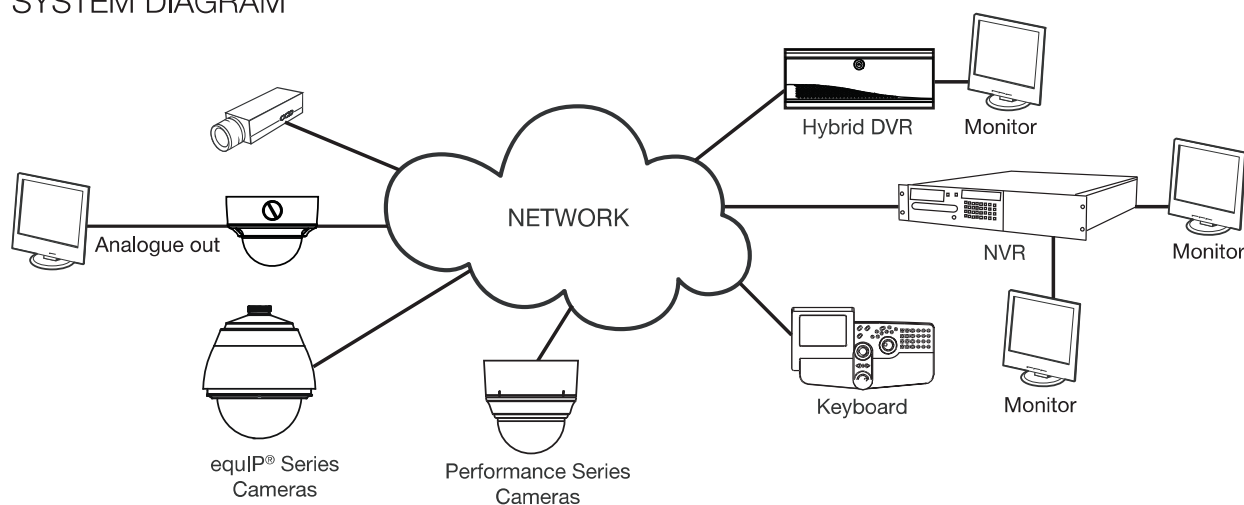 SYSTEM DIAGRAM
Hybrid DVR
Monitor
NETWORK
Analogue out
NVR
Monitor
Keyboard
Monitor
equIP® Series
Cameras
Performance Series
Cameras